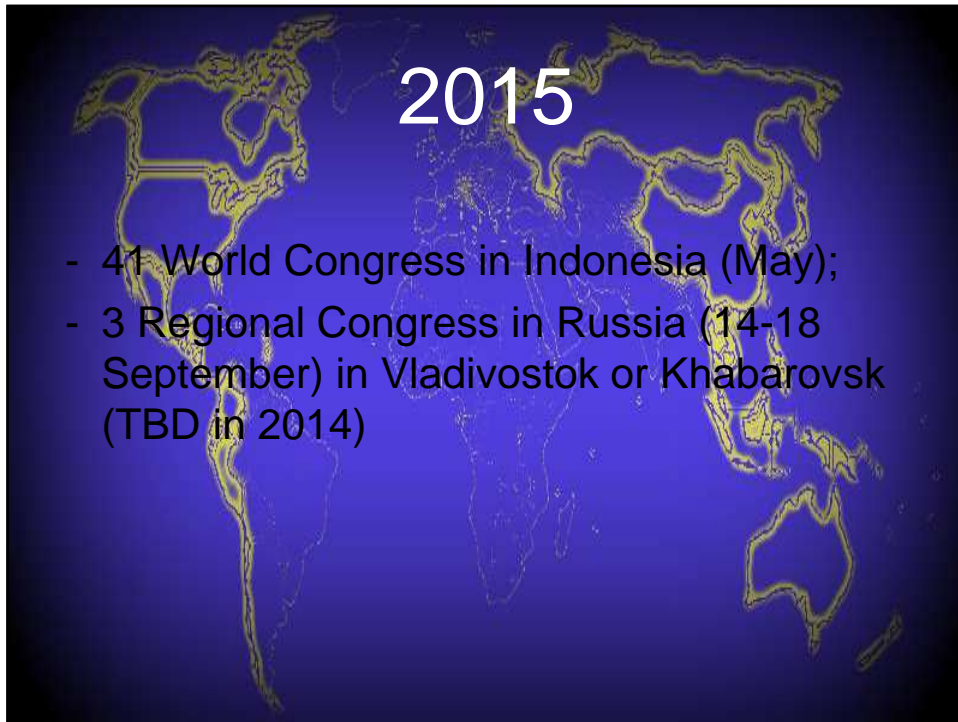 2015
- 41 World Congress in Indonesia (May);
- 3 Regional Congress in Russia (14-18
September) in Vladivostok or Khabarovsk
(TBD in 2014)